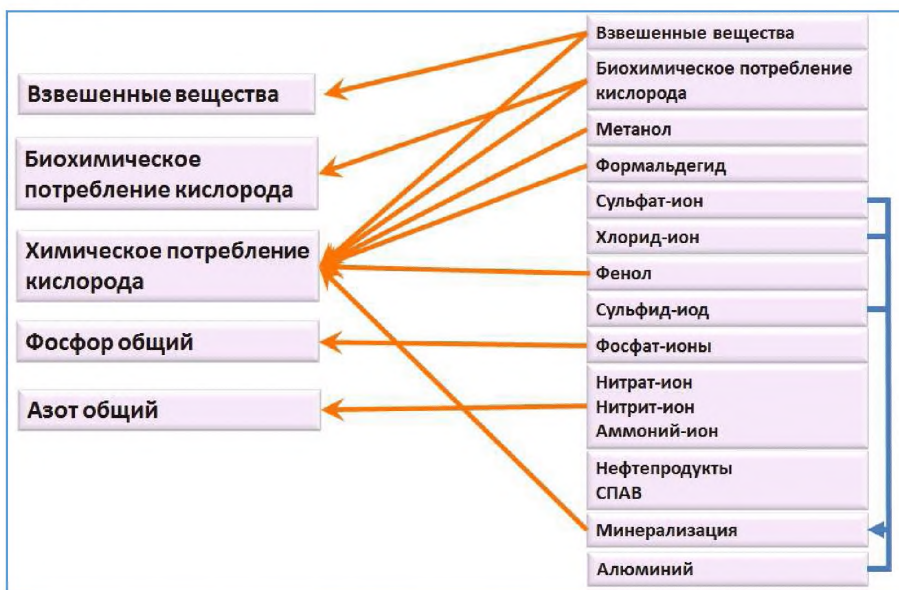 Взвешенные вещества
Биохимическое
потребление кислорода
Химическое потребление
кислорода
Фосфор общий
Азот общий
Взвешенные вещества
Биохимическое потребление
кислорода
Метанол
Формальдегид
Сульфат-ион
Хлорид-ион
Фенол
Сульфид-иод
Фосфат-ионы
Нитрат-ион
Нитрит-ион
Аммоний-ион
Нефтепродукты
СПАВ
Минерализация
Алюминий